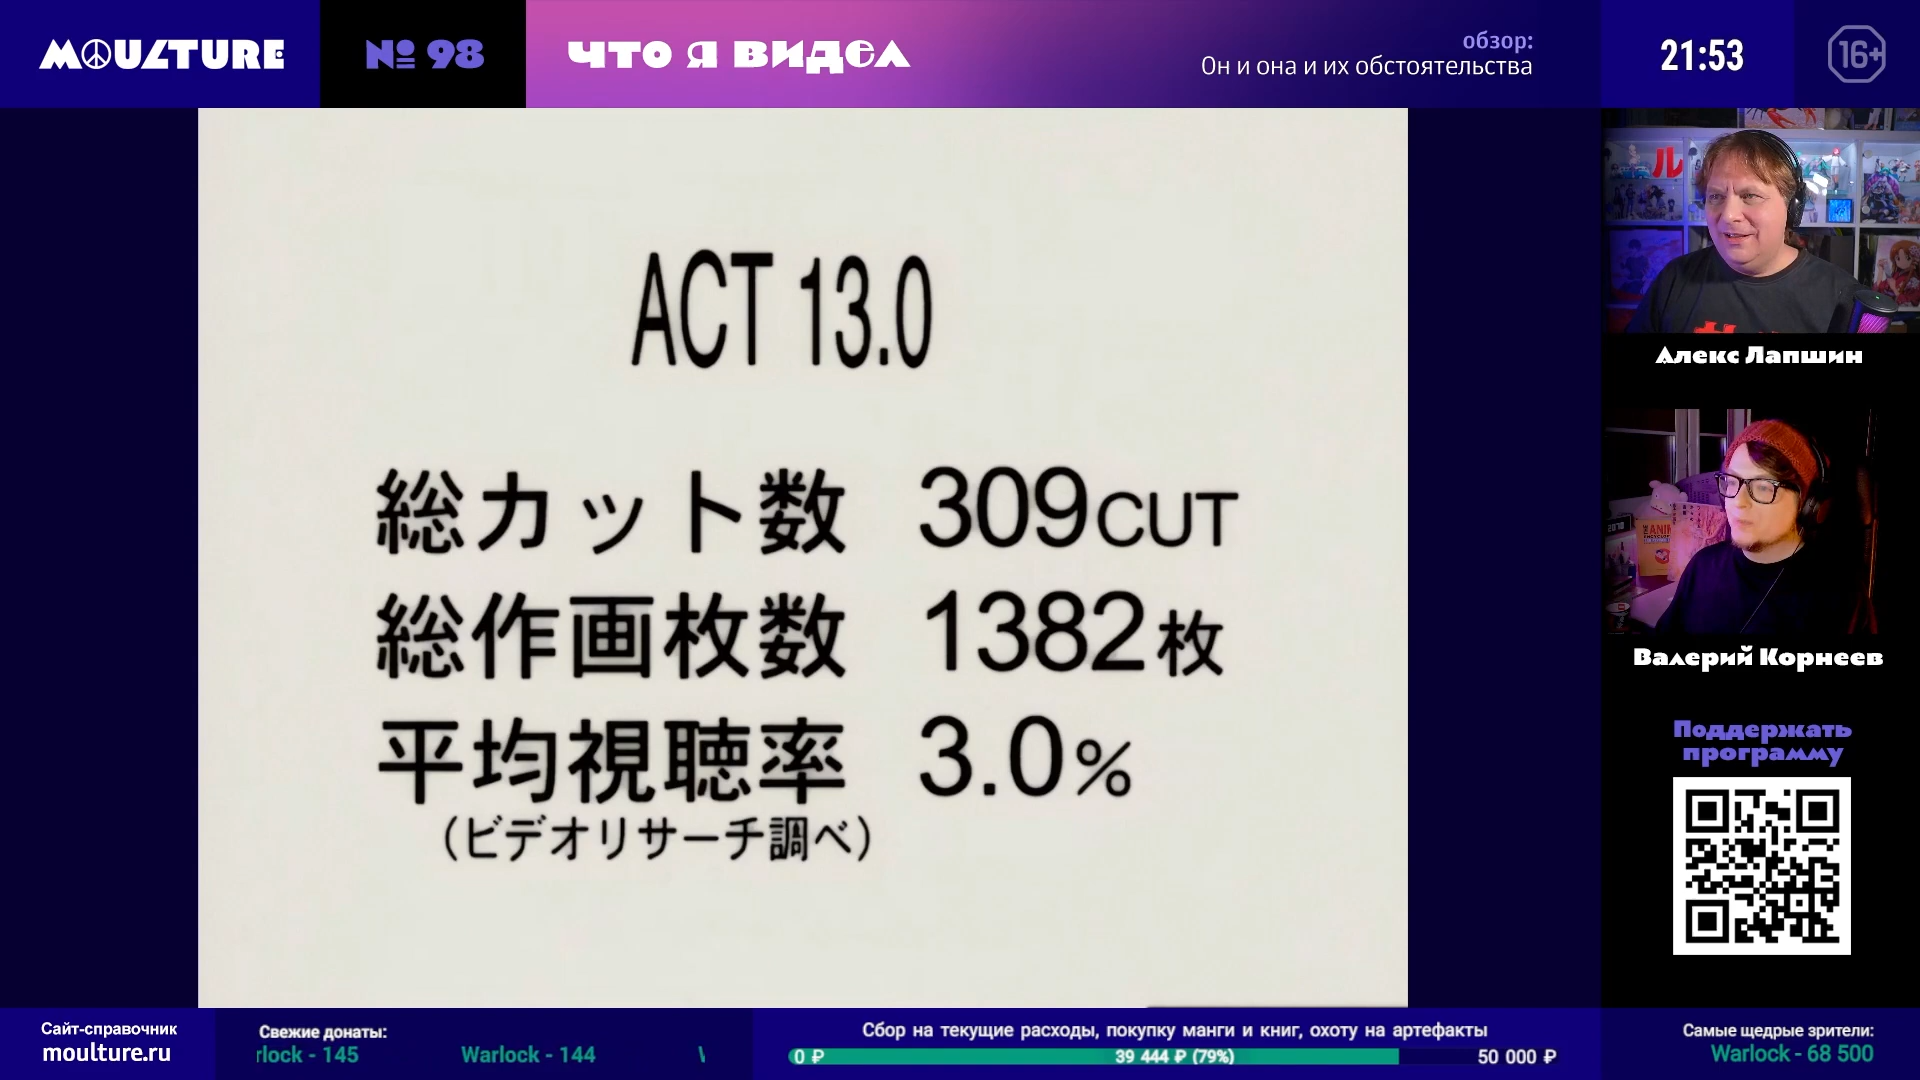 MOULTURE
№ 98
ЧТО Я ВИДЕЛ
обзор:
Он и она и их обстоятельства
21:53
16+
ACT 13.0
総カット数 309CUT
総作画枚数 1382枚
平均視聴率 3.0%
(ビデオリサーチ調べ)
ル
Алекс Лапшин
Валерий Корнеев
Поддержать
программу
Сайт-справочник
moulture.ru
Свежие донаты:
rlock - 145 Warlock - 144
Сбор на текущие расходы, покупку манги и книг, охоту на артефакты
0 ₽ 39 444 ₽ (79%) 50 000 ₽
Самые щедрые зрители:
Warlock - 68 500